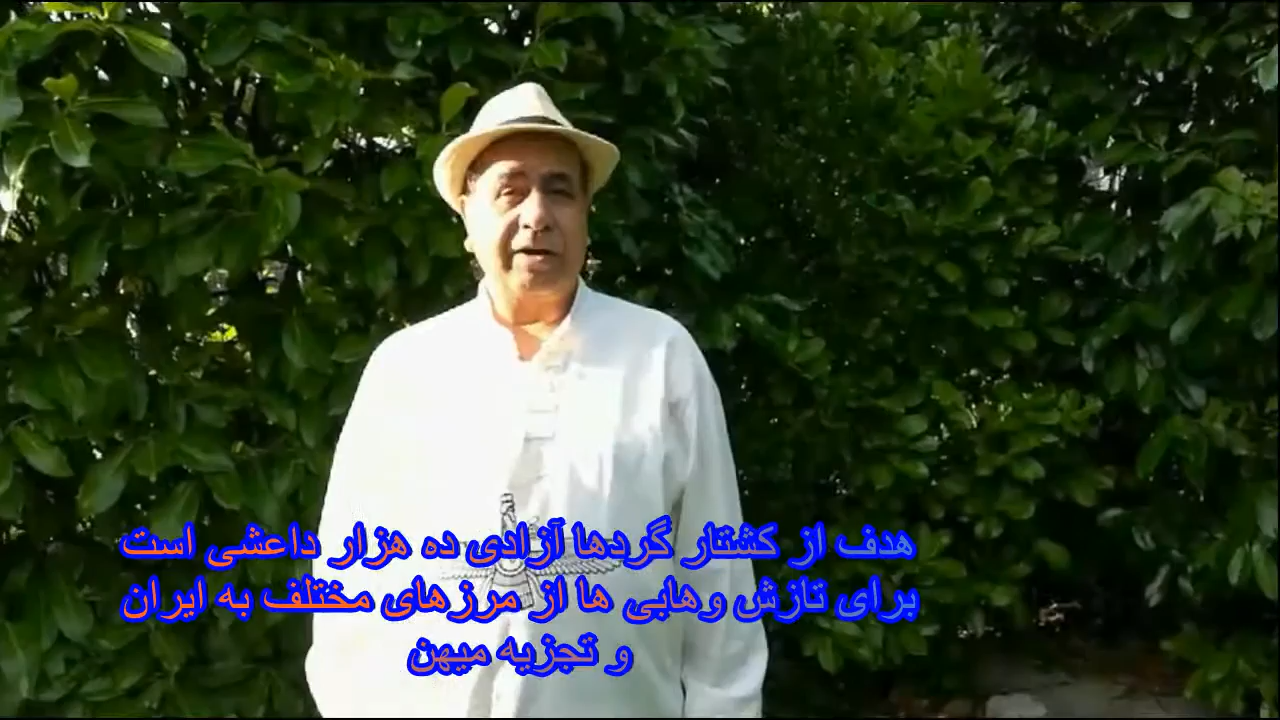 هدف از کشتار گردها آزادی ده هزار داعشی است
برای تازش وهابی ها از مرزهای مختلف به ایران
و تجزیه میهن